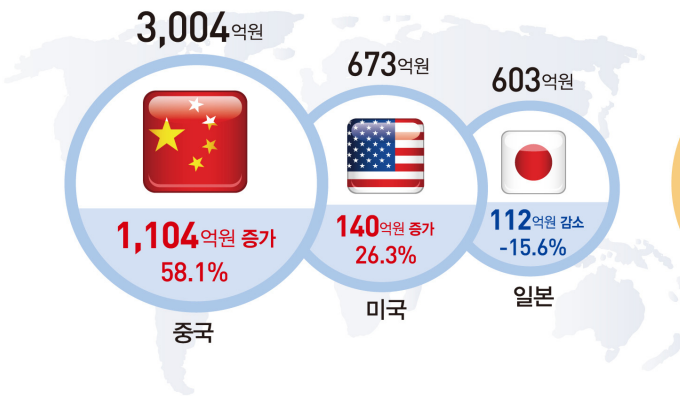 3,004억원
673억원
603억원
1,104억원 증가
58.1%
140억원 증가
26.3%
112억원 감소
-15.6%
중국
미국
일본